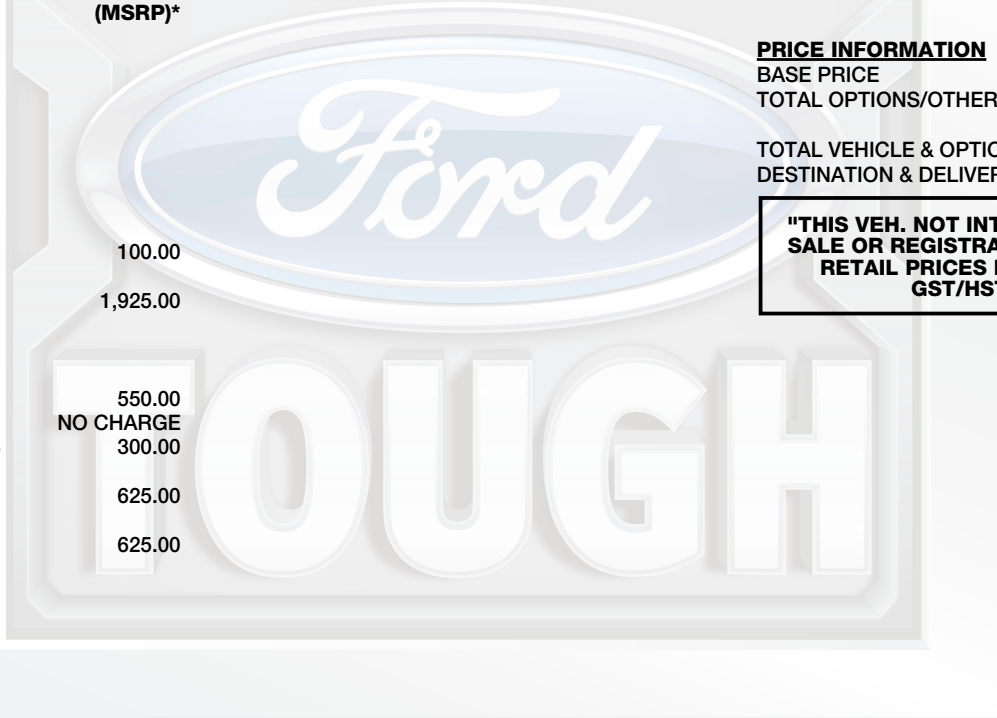 (MSRP)*
100.00
1,925.00
550.00
NO CHARGE
300.00
625.00
625.00
Ford
TOUGH
PRICE INFORMATION
BASE PRICE
TOTAL OPTIONS/OTHER
TOTAL VEHICLE & OPTIO
DESTINATION & DELIVER
"THIS VEH. NOT INT
SALE OR REGISTRA
RETAIL PRICES
GST/HST